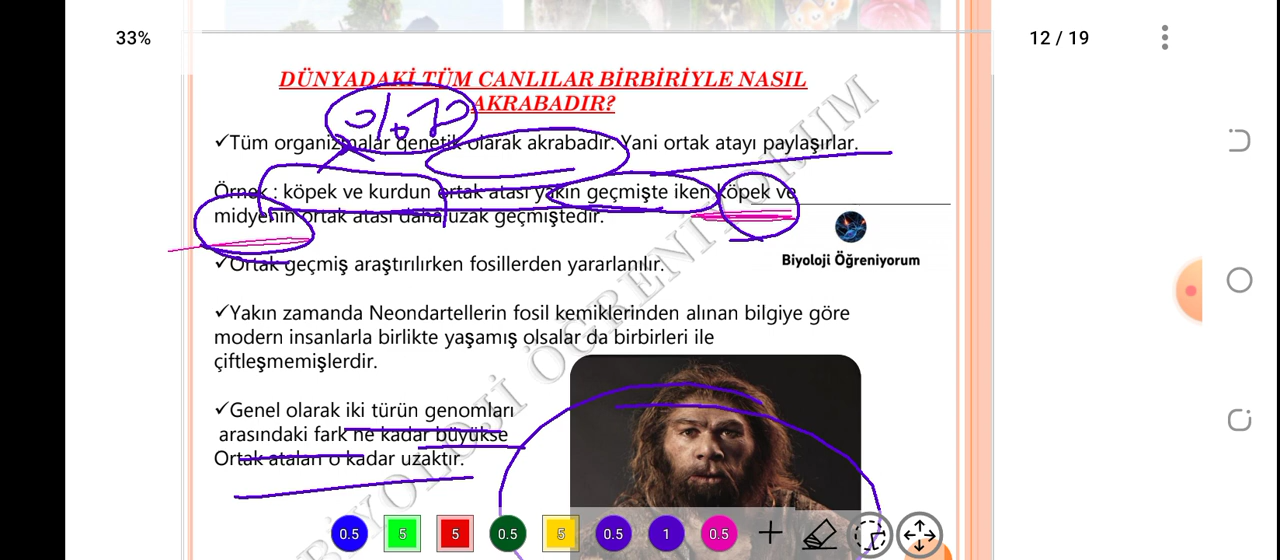 33%
12 / 19
DÜNYADAKİ TÜM CANLILAR BİRBİRİYLE NASIL
AKRABADIR?
✓Tüm organizmalar genetik olarak akrabadır. Yani ortak atayı paylaşırlar.
Örnek : köpek ve kurdun ortak atası yakın geçmişte iken köpek ve
midyenin ortak atası daha uzak geçmiştedir.
Biyoloji Öğreniyorum
✓Ortak geçmiş araştırılırken fosillerden yararlanılır.
✓Yakın zamanda Neondartellerin fosil kemiklerinden alınan bilgiye göre
modern insanlarla birlikte yaşamış olsalar da birbirleri ile
çiftleşmemişlerdir.
✓Genel olarak iki türün genomları
arasındaki fark ne kadar büyükse
Ortak ataları o kadar uzaktır.
BİYOLOJİ ÖĞRENİYORUM
0.5 5 5 0.5 5 0.5 1 0.5